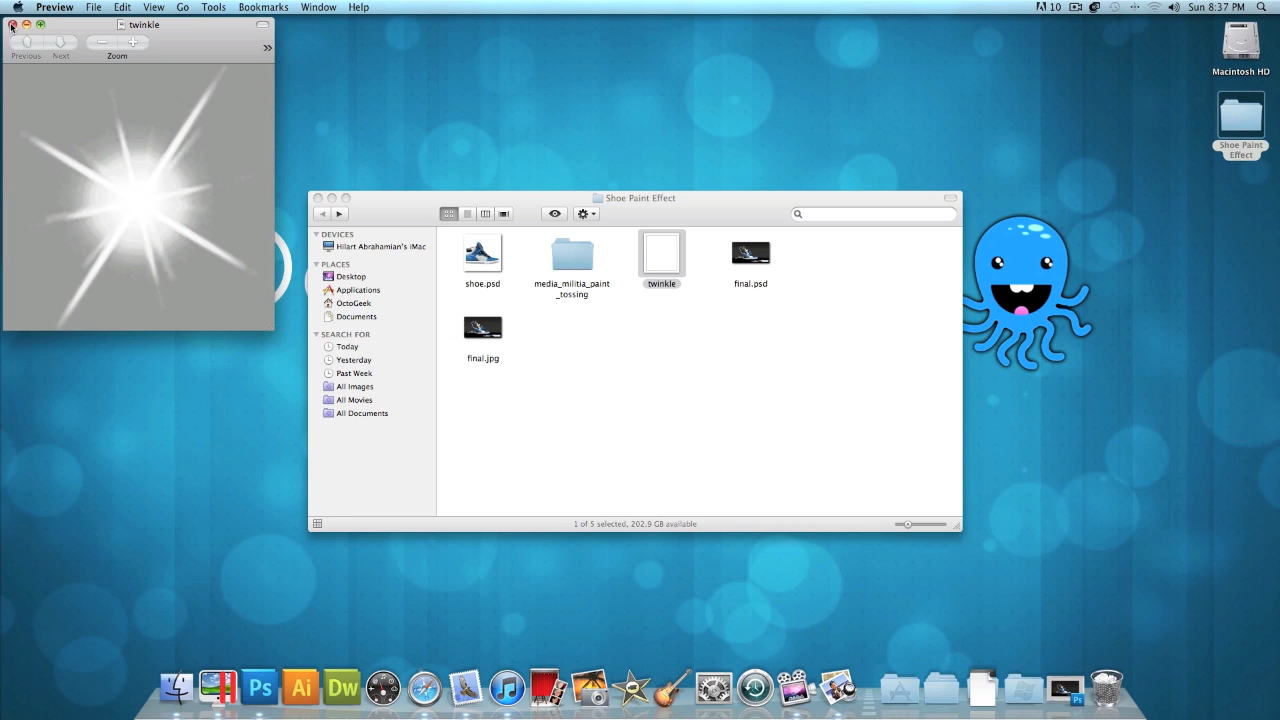 Preview File Edit View Go Tools Bookmarks Window Help
10 Sun 8:37 PM
twinkle
Previous Next Zoom
Macintosh HD
Shoe Paint
Effect
Shoe Paint Effect
DEVICES
Hilart Abrahamian's iMac
PLACES
Desktop
Applications
OctoGeek
Documents
SEARCH FOR
Today
Yesterday
Past Week
All Images
All Movies
All Documents
shoe.psd
media_militia_paint
_tossing
twinkle
final.psd
final.jpg
1 of 5 selected, 202.9 GB available
Ps Ai Dw
Ps